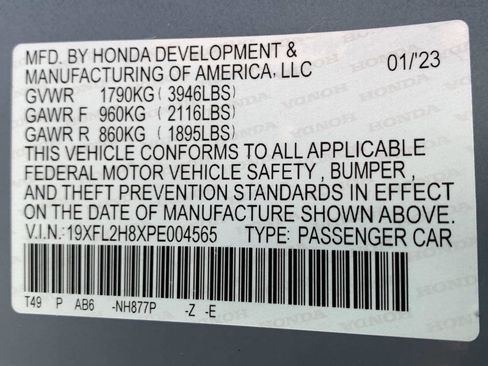 MFD. BY HONDA DEVELOPMENT &
MANUFACTURING OF AMERICA, LLC 01/'23
GVWR 1790KG ( 3946LBS)
GAWR F 960KG ( 2116LBS)
GAWR R 860KG ( 1895LBS)
THIS VEHICLE CONFORMS TO ALL APPLICABLE
FEDERAL MOTOR VEHICLE SAFETY , BUMPER ,
AND THEFT PREVENTION STANDARDS IN EFFECT
ON THE DATE OF MANUFACTURE SHOWN ABOVE.
V.I.N.:19XFL2H8XPE004565 TYPE: PASSENGER CAR
T49 P AB6 -NH877P -Z -E